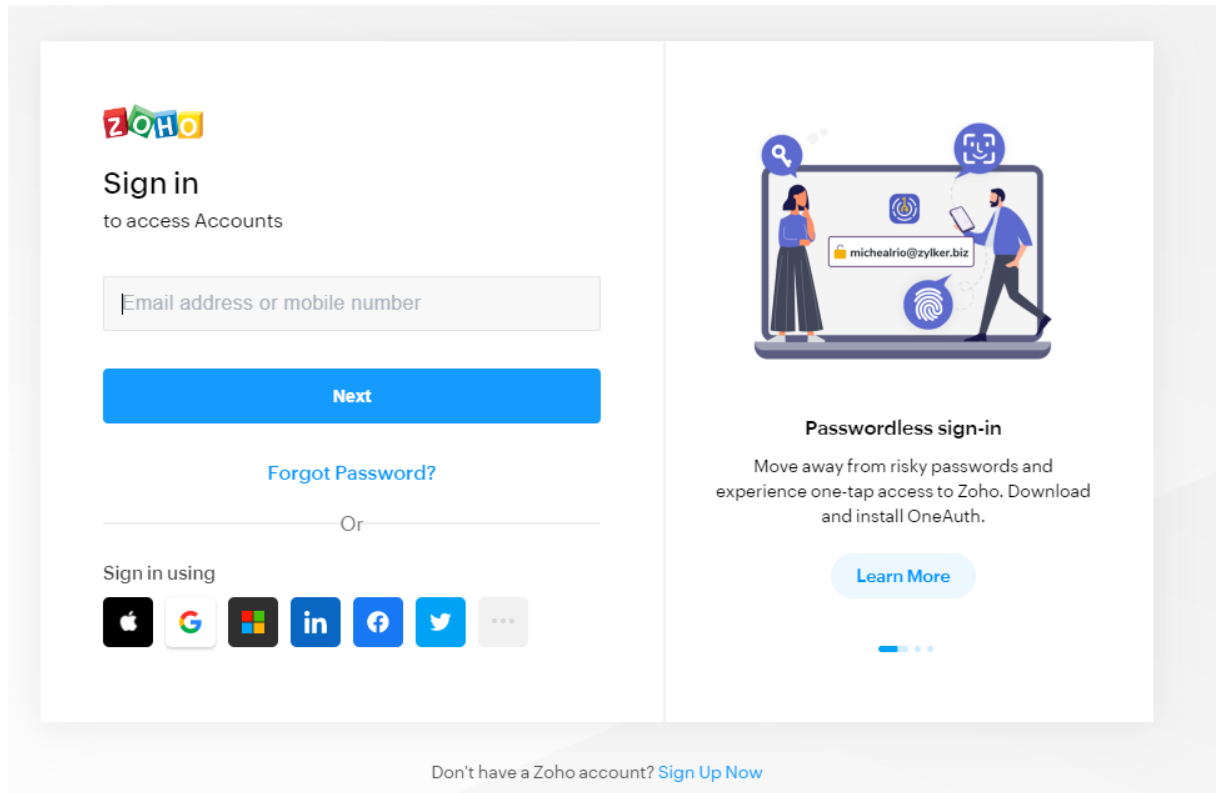 ZOHO
Sign in
to access Accounts
Email address or mobile number
Next
Forgot Password?
Or
Sign in using
in
michealrio@zylker.biz
Passwordless sign-in
Move away from risky passwords and
experience one-tap access to Zoho. Download
and install OneAuth.
Learn More
Don't have a Zoho account? Sign Up Now